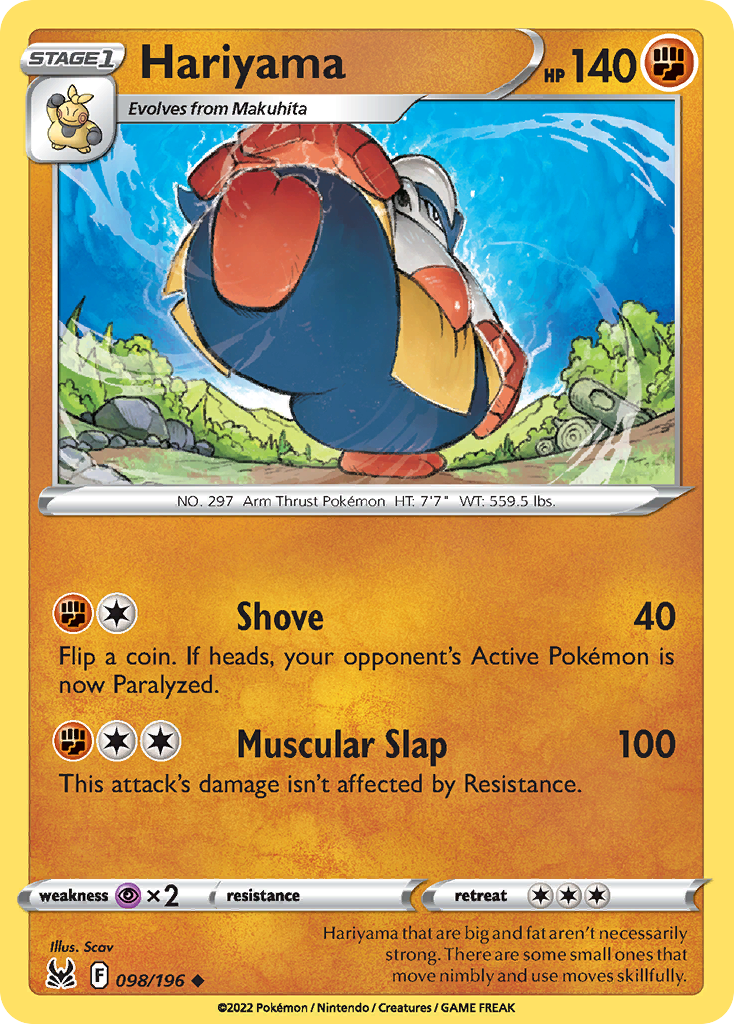 STAGE1 Hariyama HP 140
Evolves from Makuhita
NO. 297 Arm Thrust Pokémon HT: 7'7" WT: 559.5 lbs.
Shove 40
Flip a coin. If heads, your opponent's Active Pokémon is
now Paralyzed.
Muscular Slap 100
This attack's damage isn't affected by Resistance.
weakness ×2 resistance retreat
Illus. Scav
Hariyama that are big and fat aren't necessarily
strong. There are some small ones that
move nimbly and use moves skillfully.
F 098/196
©2022 Pokémon / Nintendo / Creatures / GAME FREAK